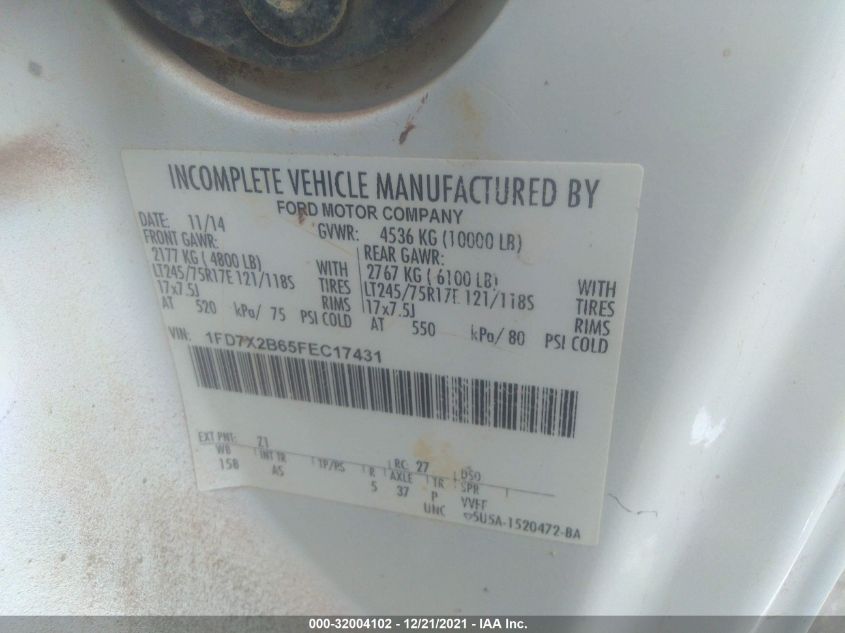 INCOMPLETE VEHICLE MANUFACTURED BY
FORD MOTOR COMPANY
DATE: 11/14 GVWR: 4536 KG (10000 LB)
FRONT GAWR: REAR GAWR:
2177 KG ( 4800 LB) WITH 2767 KG ( 6100 LB) WITH
LT245/75R17E 121/118S TIRES LT245/75R17E 121/118S TIRES
17x7.5J RIMS 17x7.5J RIMS
AT 520 kPa/ 75 PSI COLD AT 550 kPa/ 80 PSI COLD
VIN: 1FD7X2B65FEC17431
EXT PNT: Z1 RC: 27 DSO
WB INT TR TP/PS R AXLE TR SPR
158 AS 5 37 P VVFF
UNC 5U5A-1520472-BA
000-32004102 - 12/21/2021 - IAA Inc.